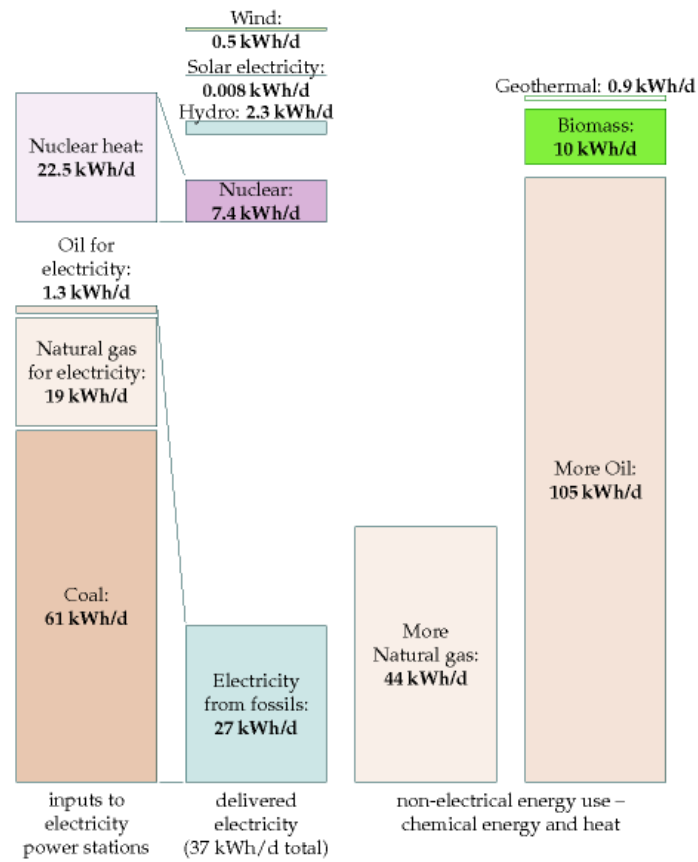 Wind:
0.5 kWh/d
Solar electricity:
0.008 kWh/d
Hydro: 2.3 kWh/d
Nuclear heat:
22.5 kWh/d
Nuclear:
7.4 kWh/d
Oil for
electricity:
1.3 kWh/d
Natural gas
for electricity:
19 kWh/d
Coal:
61 kWh/d
Electricity
from fossils:
27 kWh/d
More
Natural gas:
44 kWh/d
Geothermal: 0.9 kWh/d
Biomass:
10 kWh/d
More Oil:
105 kWh/d
inputs to
electricity
power stations
delivered
electricity
(37 kWh/d total)
non-electrical energy use –
chemical energy and heat